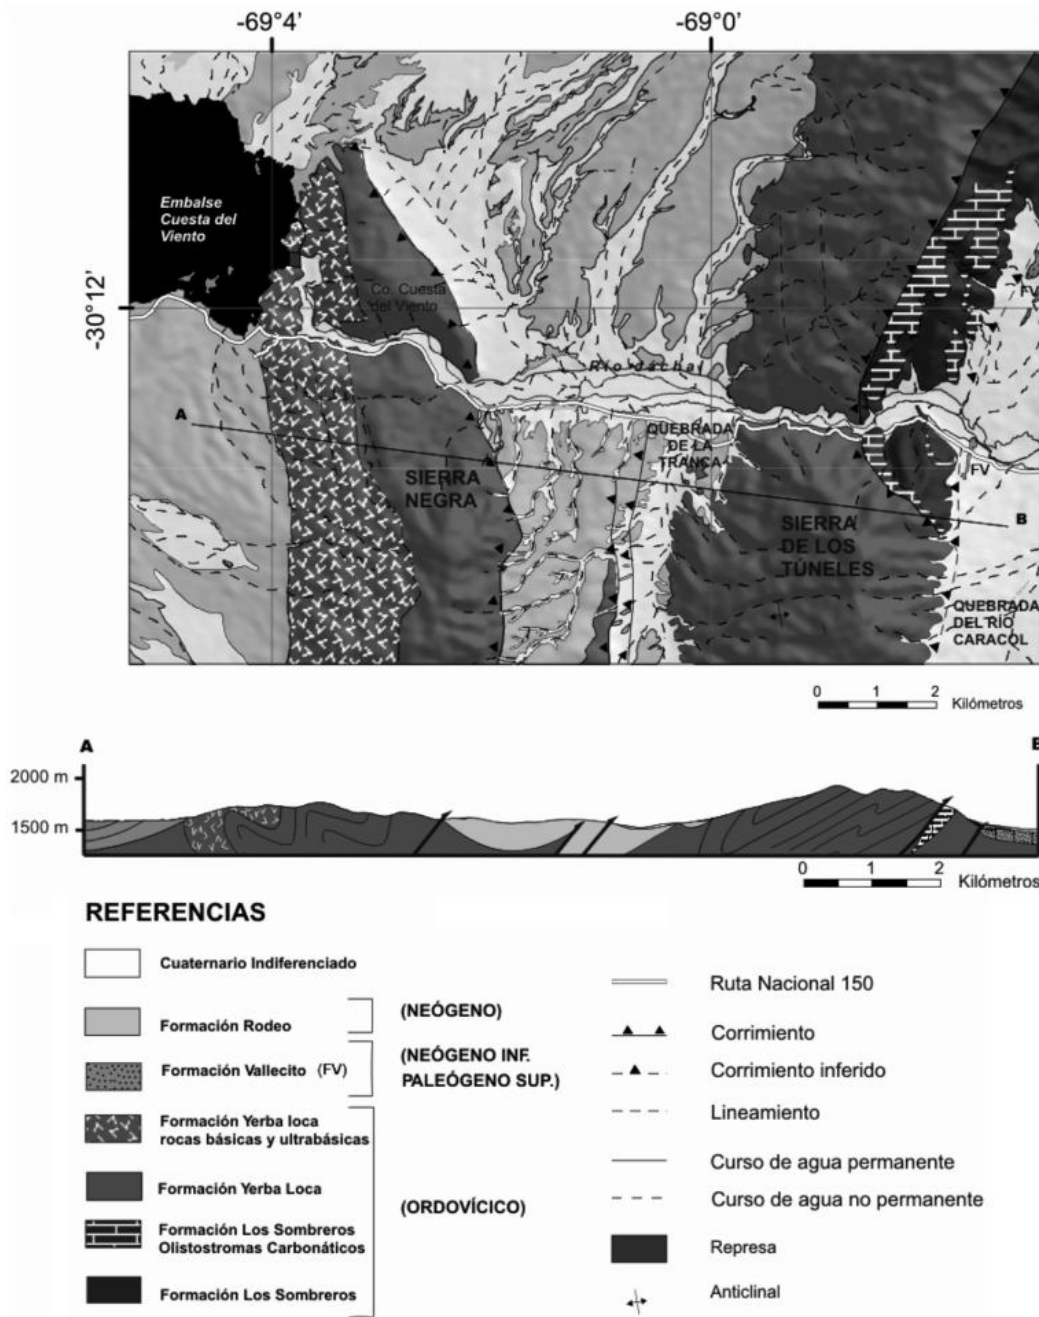 -69°4'
-69°0'
-30°12'
Embalse
Cuesta del
Viento
Co. Cuesta
del Viento
FV
Río Jáchal
A
QUEBRADA
DE LA
TRANCA
SIERRA
NEGRA
FV
SIERRA
DE LOS
TÚNELES
B
QUEBRADA
DEL RÍO
CARACOL
0 1 2
Kilómetros
A
2000 m
1500 m
0 1 2
Kilómetros
REFERENCIAS
Cuaternario Indiferenciado
Formación Rodeo
(NEÓGENO)
Formación Vallecito (FV)
(NEÓGENO INF.
PALEÓGENO SUP.)
Formación Yerba loca
rocas básicas y ultrabásicas
Formación Yerba Loca
(ORDOVÍCICO)
Formación Los Sombreros
Olistostromas Carbonáticos
Formación Los Sombreros
Ruta Nacional 150
Corrimiento
Corrimiento inferido
Lineamiento
Curso de agua permanente
Curso de agua no permanente
Represa
Anticlinal